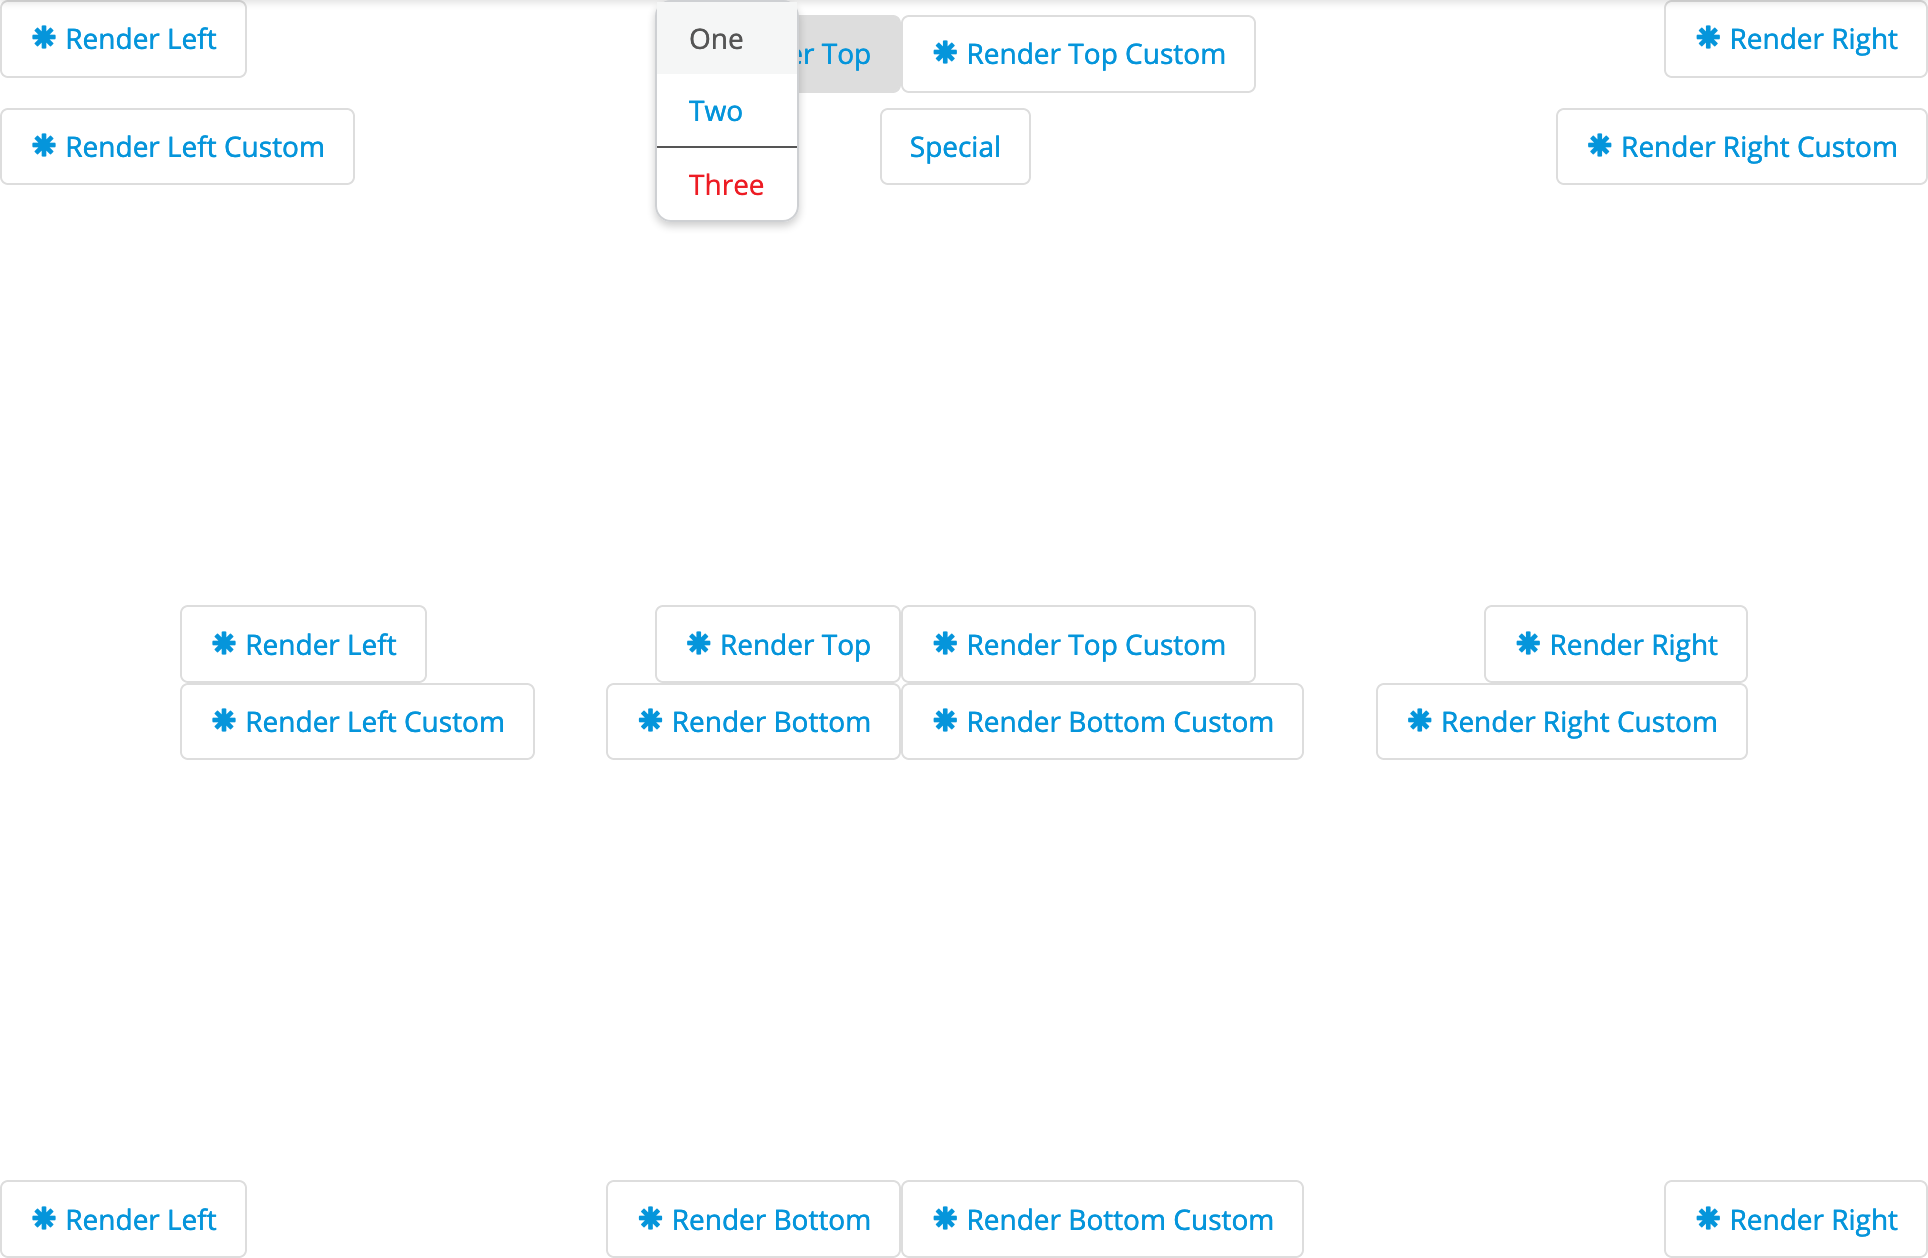 Render Left
One
er Top
Render Top Custom
Render Right
Render Left Custom
Two
Special
Render Right Custom
Three
Render Left
Render Top
Render Top Custom
Render Right
Render Left Custom
Render Bottom
Render Bottom Custom
Render Right Custom
Render Left
Render Bottom
Render Bottom Custom
Render Right